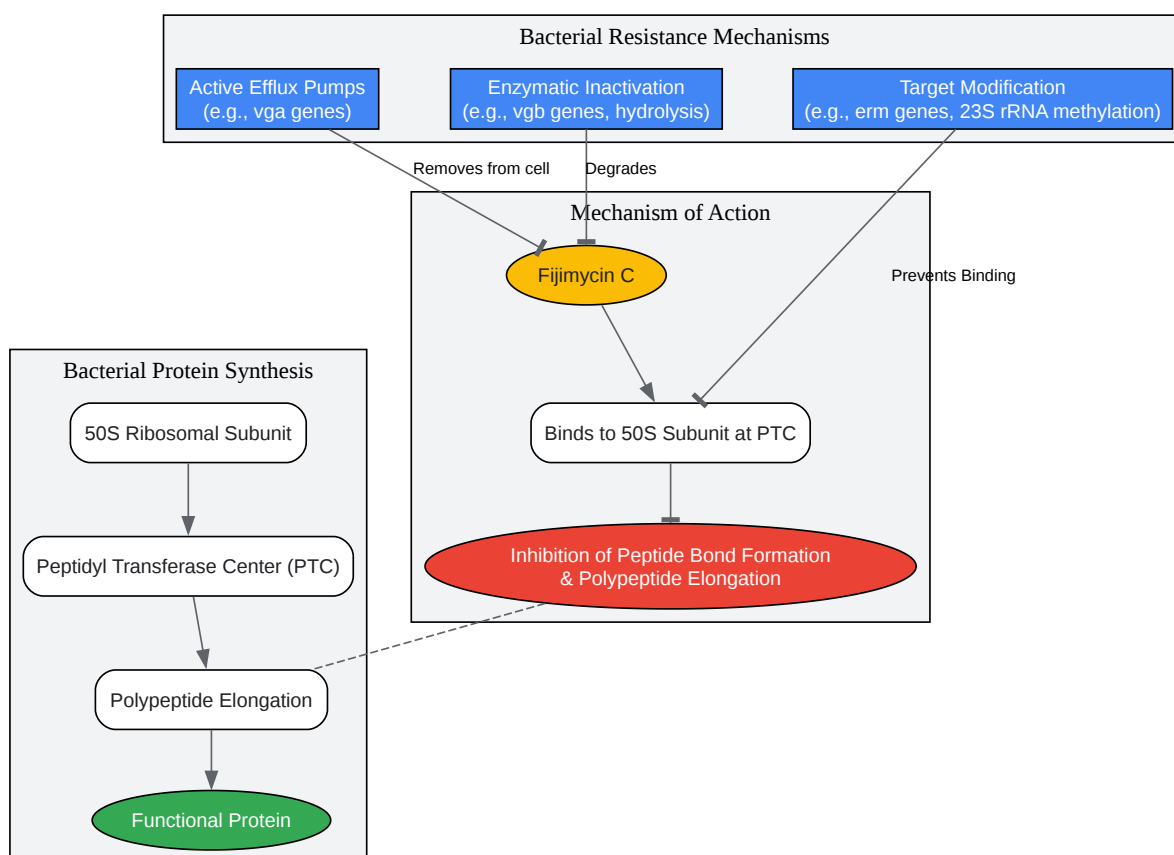 Bacterial Resistance Mechanisms
Active Efflux Pumps
(e.g., vga genes)
Enzymatic Inactivation
(e.g., vgb genes, hydrolysis)
Target Modification
(e.g., erm genes, 23S rRNA methylation)
Removes from cell
Degrades
Prevents Binding
Mechanism of Action
Fijimycin C
Binds to 50S Subunit at PTC
Inhibition of Peptide Bond Formation
& Polypeptide Elongation
Bacterial Protein Synthesis
50S Ribosomal Subunit
Peptidyl Transferase Center (PTC)
Polypeptide Elongation
Functional Protein